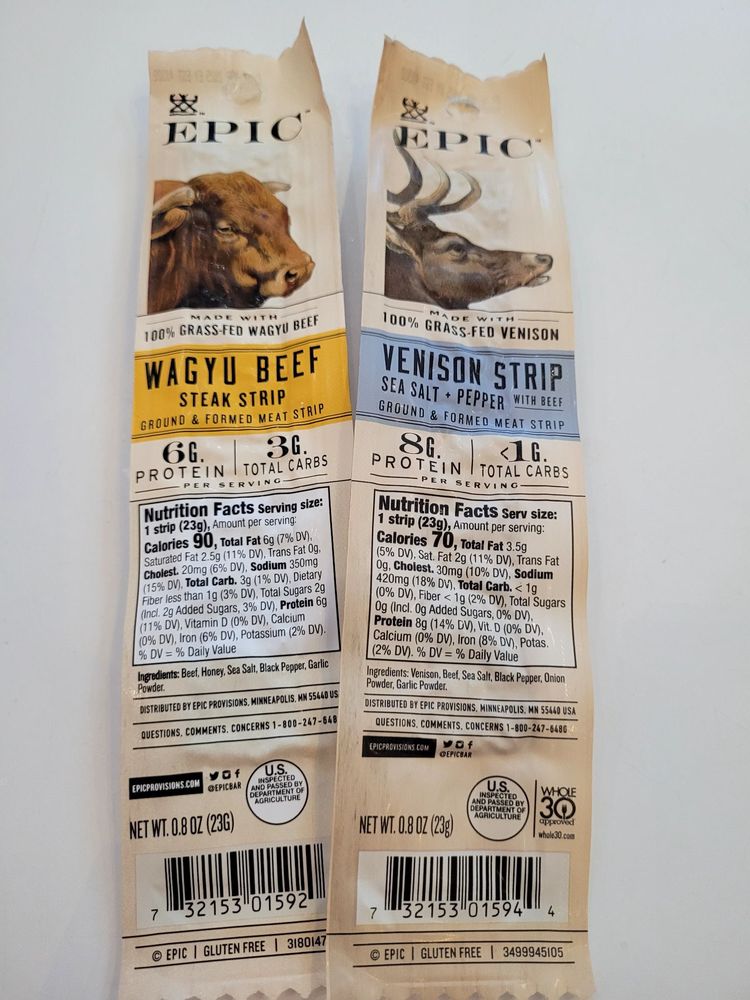 EPIC
MADE WITH
100% GRASS-FED WAGYU BEEF
WAGYU BEEF
STEAK STRIP
GROUND & FORMED MEAT STRIP
6G. PROTEIN | 3G. TOTAL CARBS
PER SERVING
Nutrition Facts Serving size:
1 strip (23g), Amount per serving:
Calories 90, Total Fat 6g (7% DV),
Saturated Fat 2.5g (11% DV), Trans Fat 0g,
Cholest. 20mg (6% DV), Sodium 350mg
(15% DV), Total Carb. 3g (1% DV), Dietary
Fiber less than 1g (3% DV), Total Sugars 2g
(Incl. 2g Added Sugars, 3% DV), Protein 6g
(11% DV), Vitamin D (0% DV), Calcium
(0% DV), Iron (6% DV), Potassium (2% DV).
% DV = % Daily Value
Ingredients: Beef, Honey, Sea Salt, Black Pepper, Garlic
Powder.
DISTRIBUTED BY EPIC PROVISIONS, MINNEAPOLIS, MN 55440 US
QUESTIONS, COMMENTS, CONCERNS 1-800-247-648
EPICPROVISIONS.COM
@EPICBAR
U.S.
INSPECTED
AND PASSED BY
DEPARTMENT OF
AGRICULTURE
NET WT. 0.8 OZ (23G)
7 32153 01592
© EPIC | GLUTEN FREE | 3180147
EPIC
MADE WITH
100% GRASS-FED VENISON
VENISON STRIP
SEA SALT + PEPPER WITH BEEF
GROUND & FORMED MEAT STRIP
8G. PROTEIN | <1G. TOTAL CARBS
PER SERVING
Nutrition Facts Serv size:
1 strip (23g), Amount per serving:
Calories 70, Total Fat 3.5g
(5% DV), Sat. Fat 2g (11% DV), Trans Fat
0g, Cholest. 30mg (10% DV), Sodium
420mg (18% DV), Total Carb. < 1g
(0% DV), Fiber < 1g (2% DV), Total Sugars
0g (Incl. 0g Added Sugars, 0% DV),
Protein 8g (14% DV), Vit. D (0% DV),
Calcium (0% DV), Iron (8% DV), Potas.
(2% DV). % DV = % Daily Value
Ingredients: Venison, Beef, Sea Salt, Black Pepper, Onion
Powder, Garlic Powder.
DISTRIBUTED BY EPIC PROVISIONS, MINNEAPOLIS, MN 55440 USA
QUESTIONS, COMMENTS, CONCERNS 1-800-247-6486
EPICPROVISIONS.COM
@EPICBAR
U.S.
INSPECTED
AND PASSED BY
DEPARTMENT OF
AGRICULTURE
WHOLE
30
approved
whole30.com
NET WT. 0.8 OZ (23g)
7 32153 01594 4
© EPIC | GLUTEN FREE | 3499945105